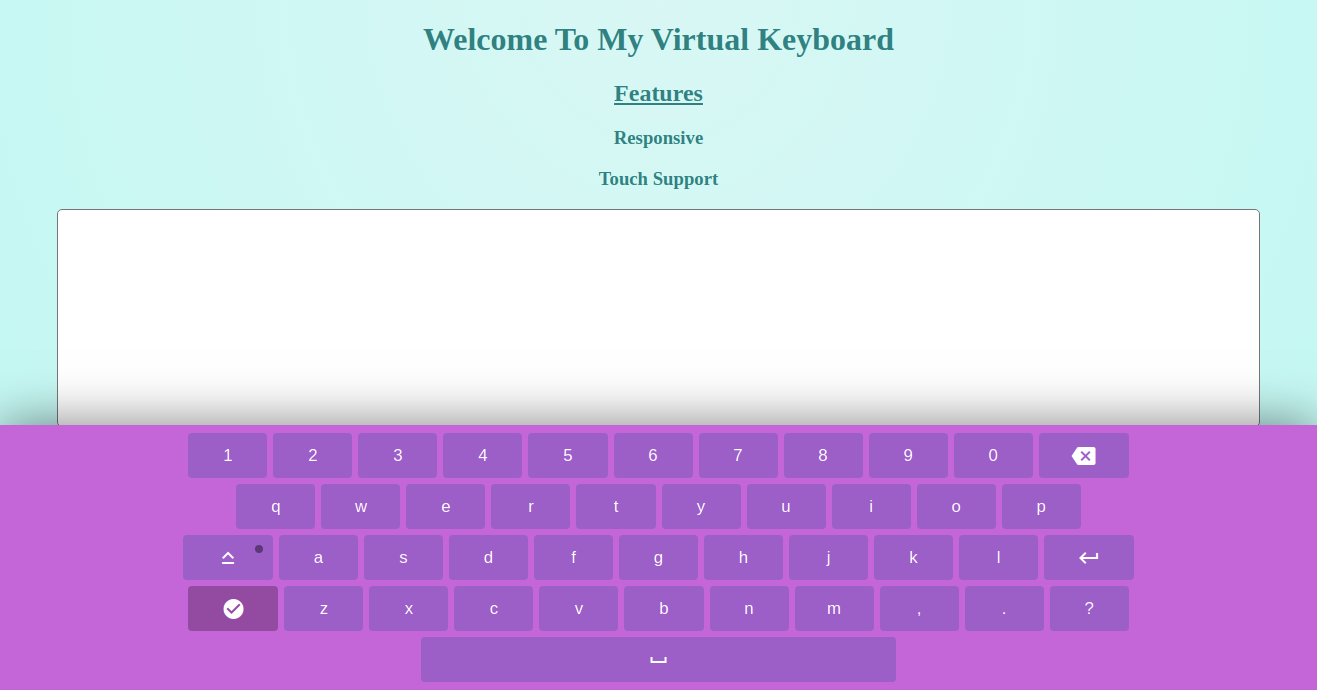 Welcome To My Virtual Keyboard
Features
Responsive
Touch Support
1 2 3 4 5 6 7 8 9 0
q w e r t y u i o p
a s d f g h j k l
z x c v b n m , . ?